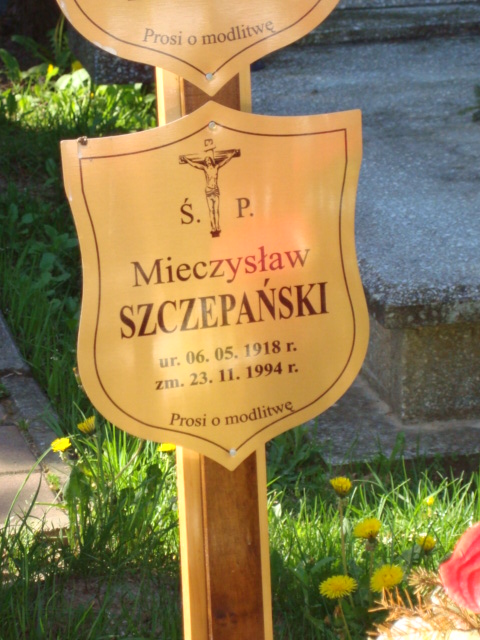 Prosi o modlitwę
Ś. P.
Mieczysław
SZCZEPAŃSKI
ur. 06. 05. 1918 r.
zm. 23. 11. 1994 r.
Prosi o modlitwę